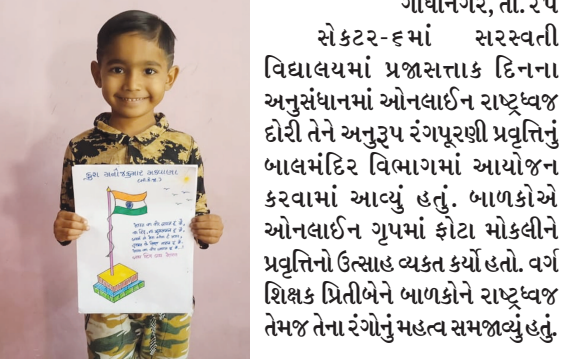 ગાંધીનગર, તા. ૨૫
સેકટર-૬માં સરસ્વતી
વિદ્યાલયમાં પ્રજાસત્તાક દિનના
અનુસંધાનમાં ઓનલાઈન રાષ્ટ્રધ્વજ
દોરી તેને અનુરૂપ રંગપૂરણી પ્રવૃત્તિનું
બાલમંદિર વિભાગમાં આયોજન
કરવામાં આવ્યું હતું. બાળકોએ
ઓનલાઈન ગૃપમાં ફોટા મોકલીને
પ્રવૃત્તિનો ઉત્સાહ વ્યકત કર્યો હતો. વર્ગ
શિક્ષક પ્રિતીબેને બાળકોને રાષ્ટ્રધ્વજ
તેમજ તેના રંગોનું મહત્વ સમજાવ્યું હતું.